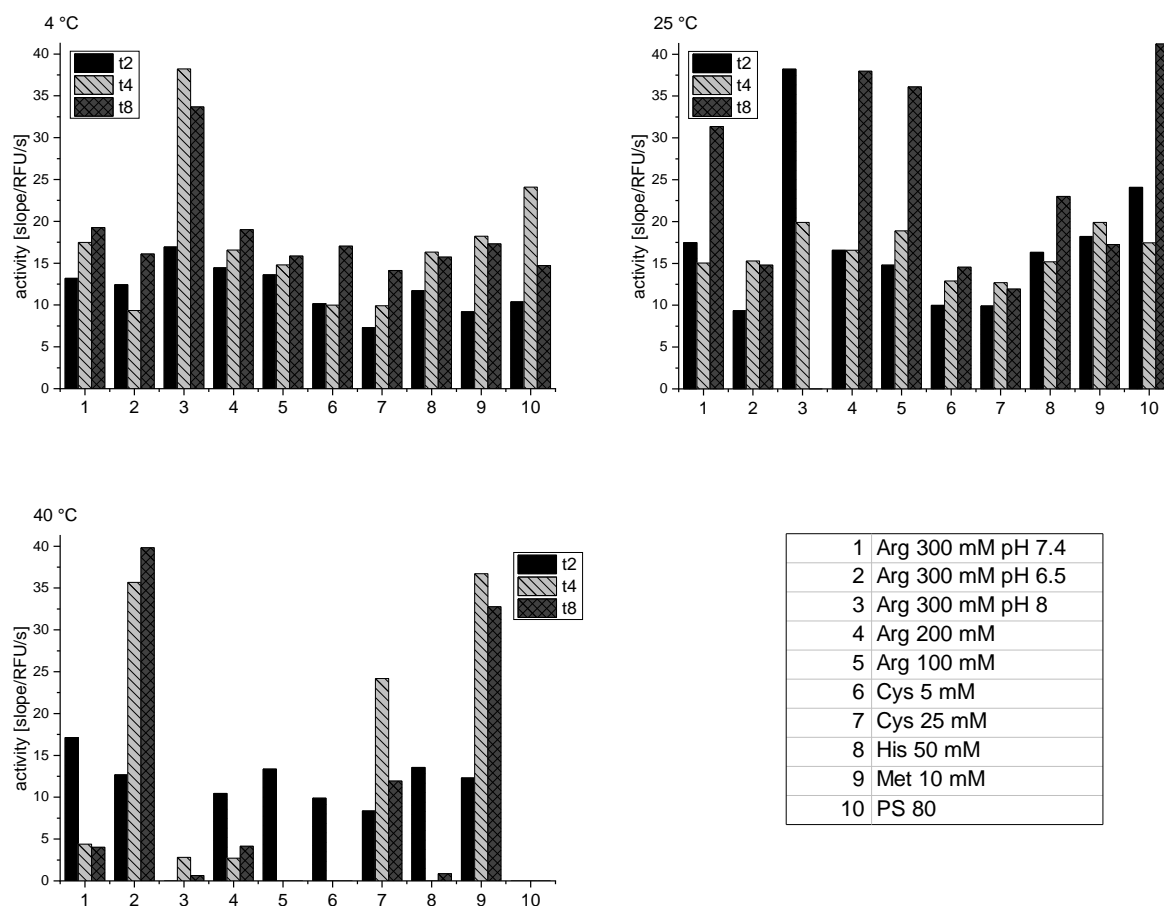 4 °C
40
35
30
25
20
15
10
5
0
activity [slope/RFU/s]
t2
t4
t8
1 2 3 4 5 6 7 8 9 10
25 °C
40
35
30
25
20
15
10
5
0
activity [slope/RFU/s]
t2
t4
t8
1 2 3 4 5 6 7 8 9 10
40 °C
40
35
30
25
20
15
10
5
0
activity [slope/RFU/s]
t2
t4
t8
1 2 3 4 5 6 7 8 9 10
1 Arg 300 mM pH 7.4
2 Arg 300 mM pH 6.5
3 Arg 300 mM pH 8
4 Arg 200 mM
5 Arg 100 mM
6 Cys 5 mM
7 Cys 25 mM
8 His 50 mM
9 Met 10 mM
10 PS 80